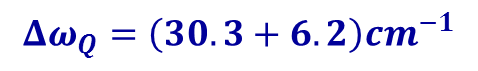 Δω_Q = (30.3 + 6.2)cm⁻¹